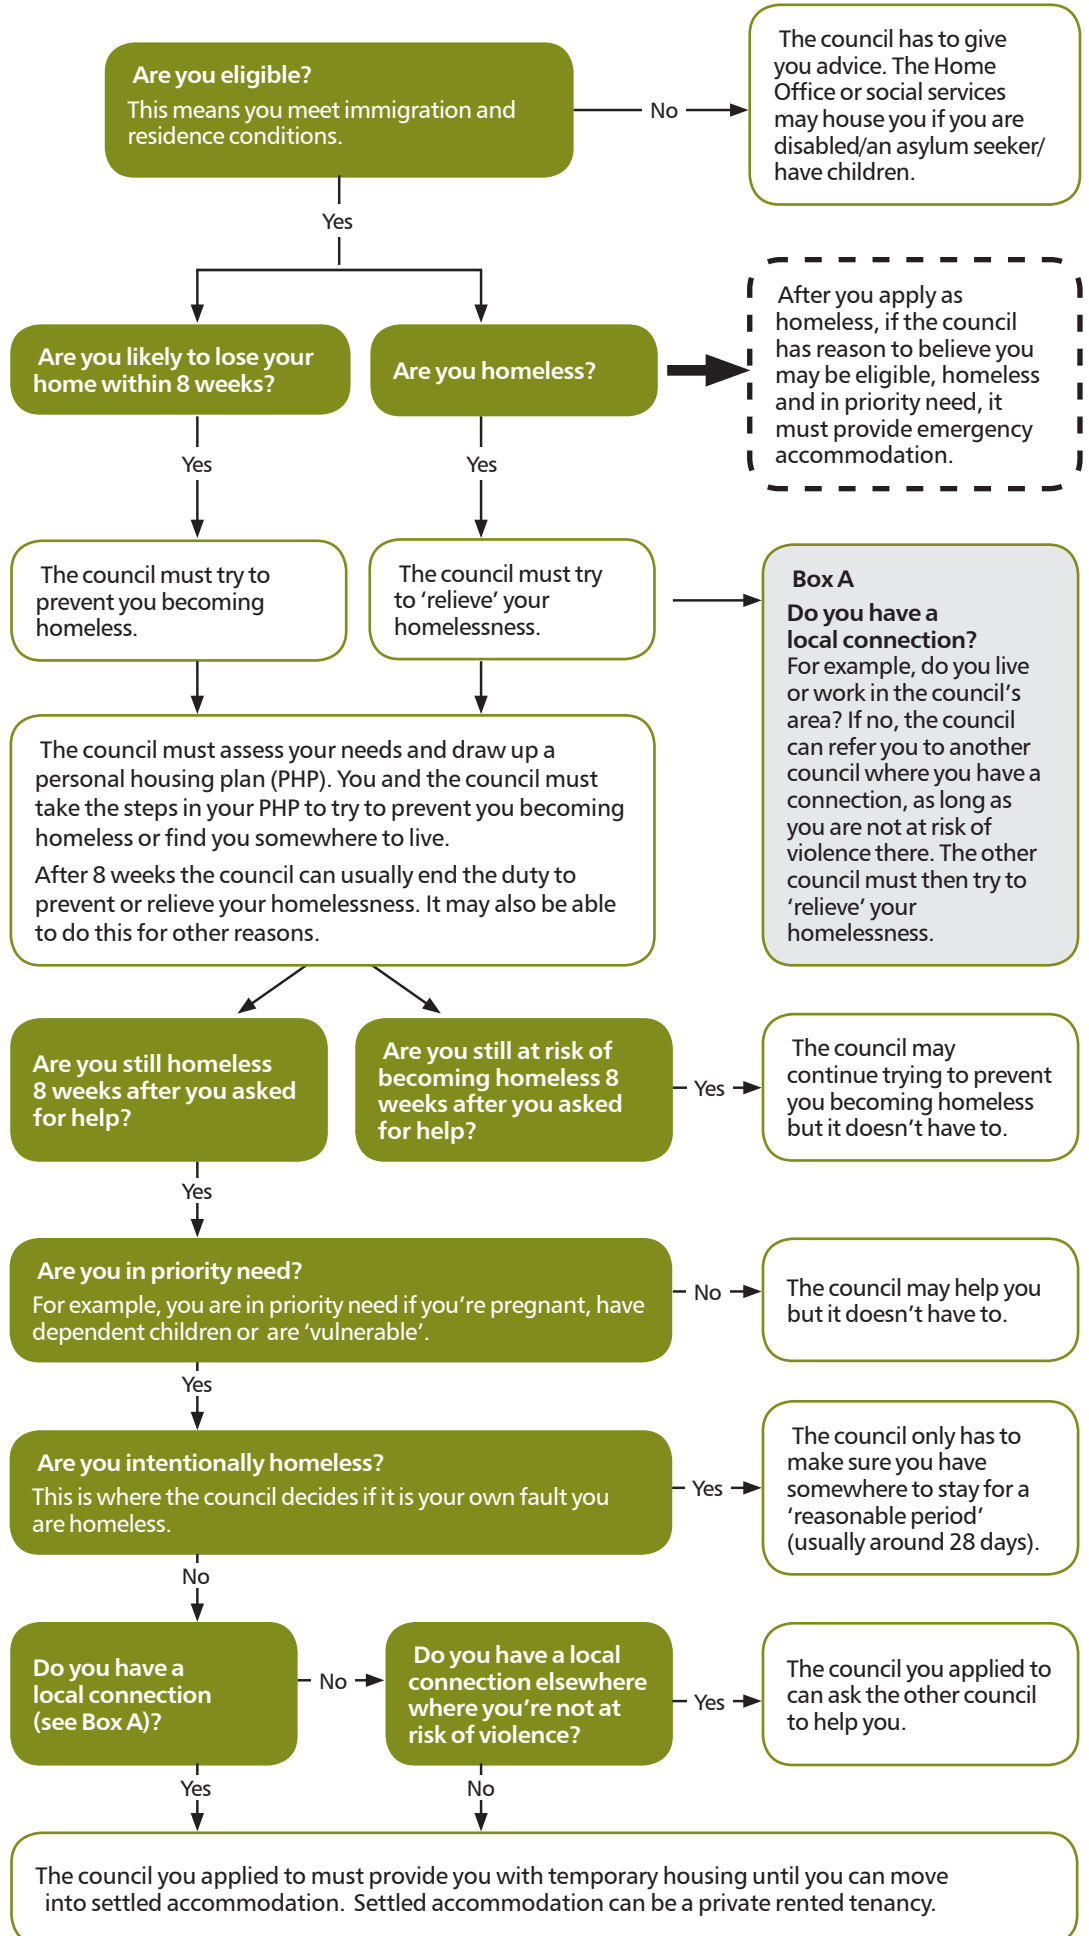 Are you eligible?
This means you meet immigration and
residence conditions.
No
The council has to give
you advice. The Home
Office or social services
may house you if you are
disabled/an asylum seeker/
have children.
Yes
Are you likely to lose your
home within 8 weeks?
Are you homeless?
After you apply as
homeless, if the council
has reason to believe you
may be eligible, homeless
and in priority need, it
must provide emergency
accommodation.
Yes
Yes
The council must try to
prevent you becoming
homeless.
The council must try
to ‘relieve’ your
homelessness.
Box A
Do you have a
local connection?
For example, do you live
or work in the council’s
area? If no, the council
can refer you to another
council where you have a
connection, as long as
you are not at risk of
violence there. The other
council must then try to
‘relieve’ your
homelessness.
The council must assess your needs and draw up a
personal housing plan (PHP). You and the council must
take the steps in your PHP to try to prevent you becoming
homeless or find you somewhere to live.
After 8 weeks the council can usually end the duty to
prevent or relieve your homelessness. It may also be able
to do this for other reasons.
Are you still homeless
8 weeks after you asked
for help?
Are you still at risk of
becoming homeless 8
weeks after you asked
for help?
Yes
The council may
continue trying to prevent
you becoming homeless
but it doesn’t have to.
Yes
Are you in priority need?
For example, you are in priority need if you’re pregnant, have
dependent children or are ‘vulnerable’.
No
The council may help you
but it doesn’t have to.
Yes
Are you intentionally homeless?
This is where the council decides if it is your own fault you
are homeless.
Yes
The council only has to
make sure you have
somewhere to stay for a
‘reasonable period’
(usually around 28 days).
No
Do you have a
local connection
(see Box A)?
No
Do you have a local
connection elsewhere
where you’re not at
risk of violence?
Yes
The council you applied to
can ask the other council
to help you.
Yes
No
The council you applied to must provide you with temporary housing until you can move
into settled accommodation. Settled accommodation can be a private rented tenancy.